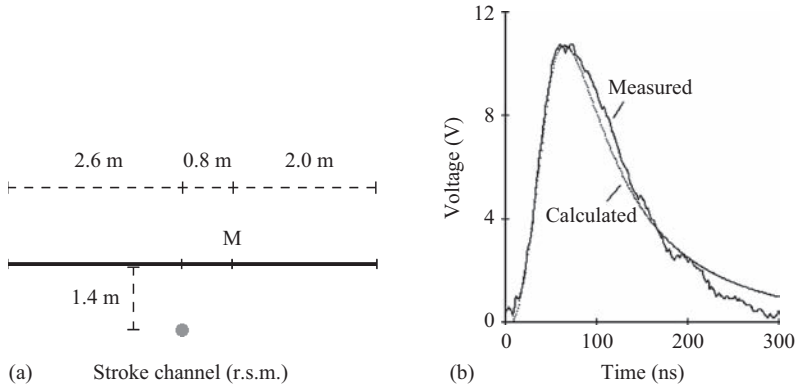 2.6 m 0.8 m 2.0 m
M
1.4 m
(a) Stroke channel (r.s.m.)
12
8
4
0
Voltage (V)
Measured
Calculated
0 100 200 300
(b) Time (ns)